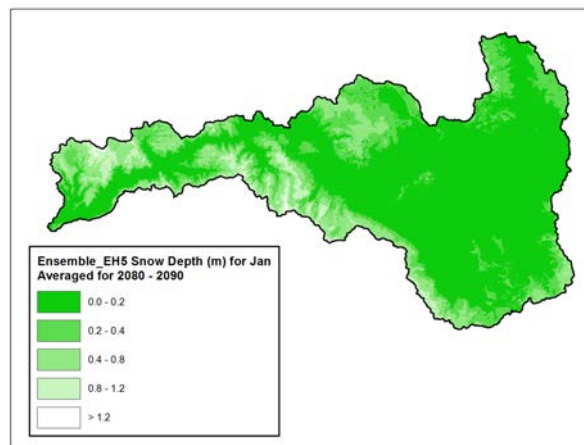 Ensemble_EH5 Snow Depth (m) for Jan
Averaged for 2080 - 2090
0.0 - 0.2
0.2 - 0.4
0.4 - 0.8
0.8 - 1.2
> 1.2